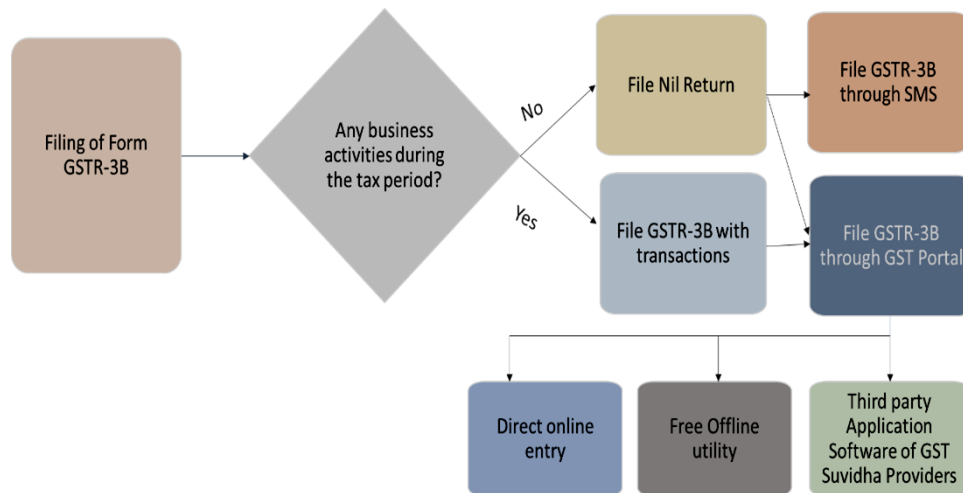 Filing of Form
GSTR-3B
Any business
activities during
the tax period?
No
Yes
File Nil Return
File GSTR-3B
through SMS
File GSTR-3B with
transactions
File GSTR-3B
through GST Portal
Direct online
entry
Free Offline
utility
Third party
Application
Software of GST
Suvidha Providers